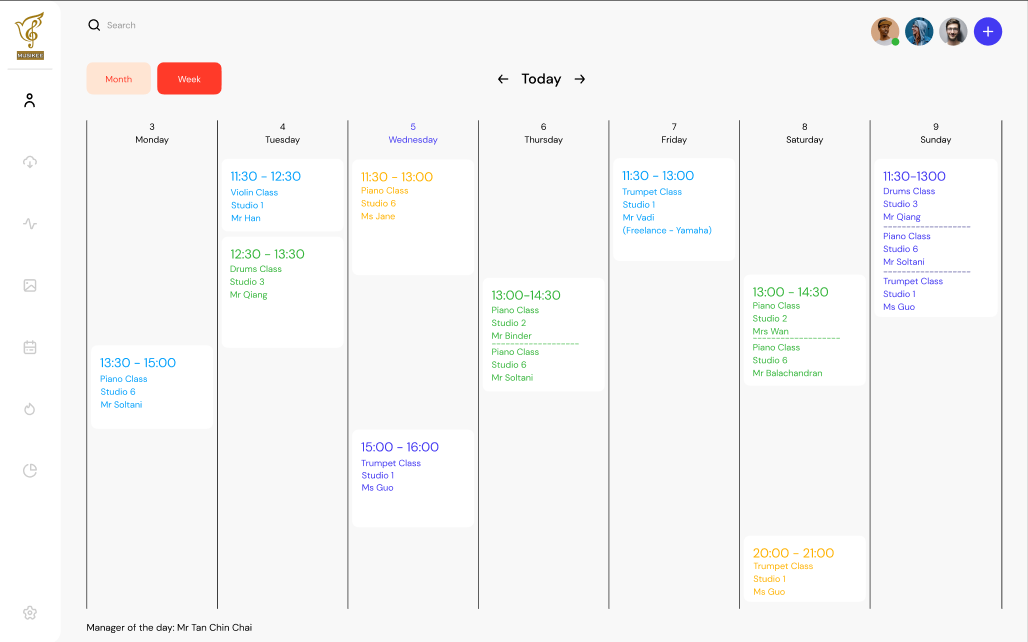 MUSIKEE
Search
Month
Week
Today
3
Monday
4
Tuesday
5
Wednesday
6
Thursday
7
Friday
8
Saturday
9
Sunday
13:30 - 15:00
Piano Class
Studio 6
Mr Soltani
11:30 - 12:30
Violin Class
Studio 1
Mr Han
12:30 - 13:30
Drums Class
Studio 3
Mr Qiang
11:30 - 13:00
Piano Class
Studio 6
Ms Jane
15:00 - 16:00
Trumpet Class
Studio 1
Ms Guo
13:00-14:30
Piano Class
Studio 2
Mr Binder
-------------------
Piano Class
Studio 6
Mr Soltani
11:30 - 13:00
Trumpet Class
Studio 1
Mr Vadi
(Freelance - Yamaha)
13:00 - 14:30
Piano Class
Studio 2
Mrs Wan
-------------------
Piano Class
Studio 6
Mr Balachandran
20:00 - 21:00
Trumpet Class
Studio 1
Ms Guo
11:30-1300
Drums Class
Studio 3
Mr Qiang
-------------------
Piano Class
Studio 6
Mr Soltani
-------------------
Trumpet Class
Studio 1
Ms Guo
Manager of the day: Mr Tan Chin Chai